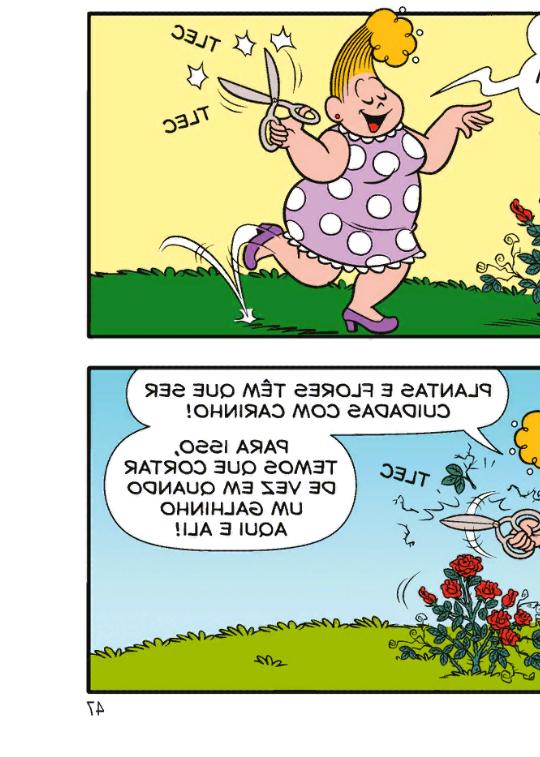 TLEC
TLEC
PLANTAS E FLORES TÊM QUE SER
CUIDADAS COM CARINHO!
PARA ISSO,
TEMOS QUE CORTAR
DE VEZ EM QUANDO
UM GALHINHO
AQUI E ALI!
TLEC
47